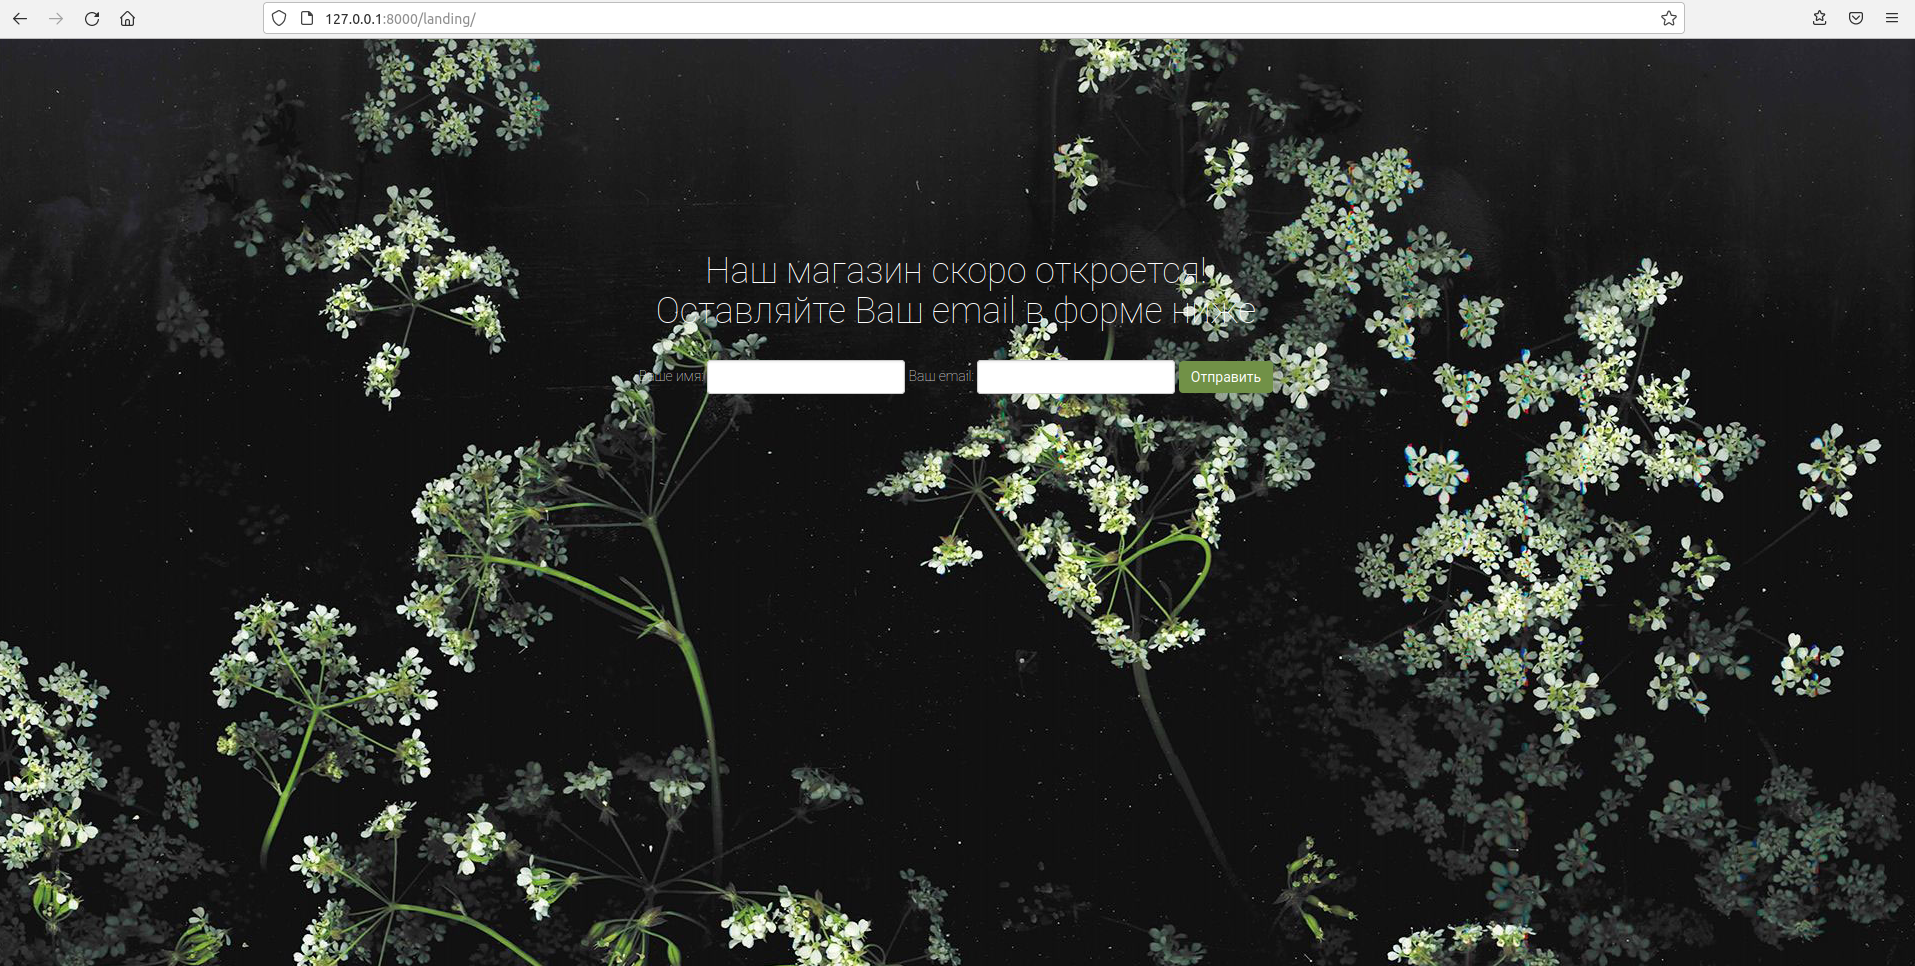 127.0.0.1:8000/landing/
Наш магазин скоро откроется!
Оставляйте Ваш email в форме ниже
Ваше имя: Ваш email: Отправить